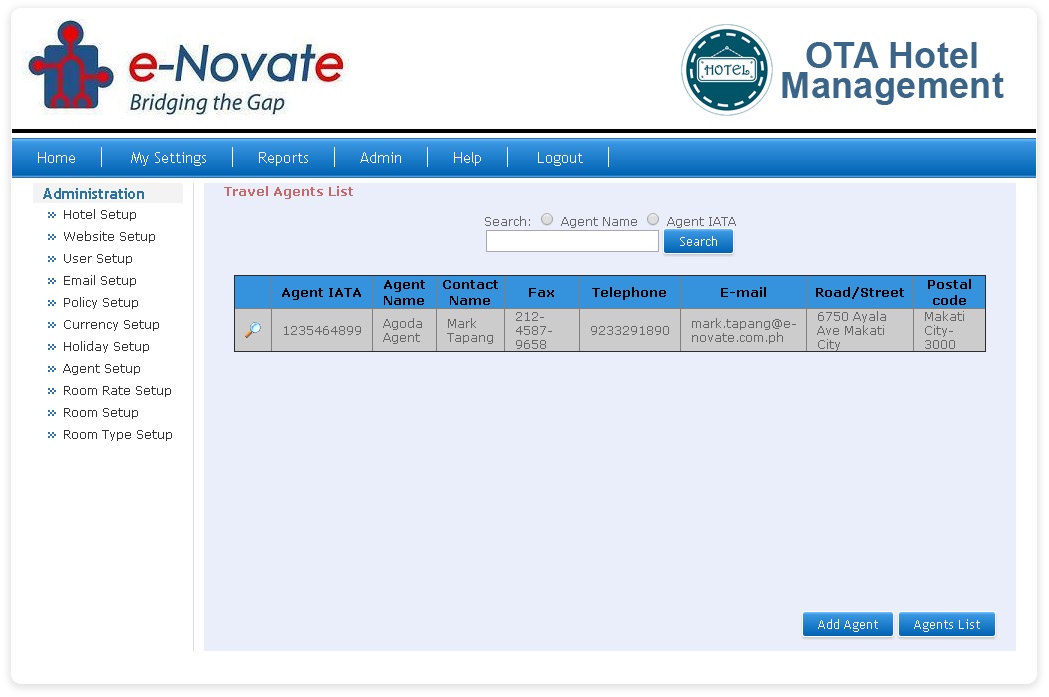 e-Novate
Bridging the Gap
HOTEL
OTA Hotel
Management
Home My Settings Reports Admin Help Logout
Administration
Hotel Setup
Website Setup
User Setup
Email Setup
Policy Setup
Currency Setup
Holiday Setup
Agent Setup
Room Rate Setup
Room Setup
Room Type Setup
Travel Agents List
Search: Agent Name Agent IATA
Search
Agent IATA Agent Name Contact Name Fax Telephone E-mail Road/Street Postal code
1235464899 Agoda Agent Mark Tapang 212-4587-9658 9233291890 mark.tapang@e-novate.com.ph 6750 Ayala Ave Makati City Makati City-3000
Add Agent Agents List